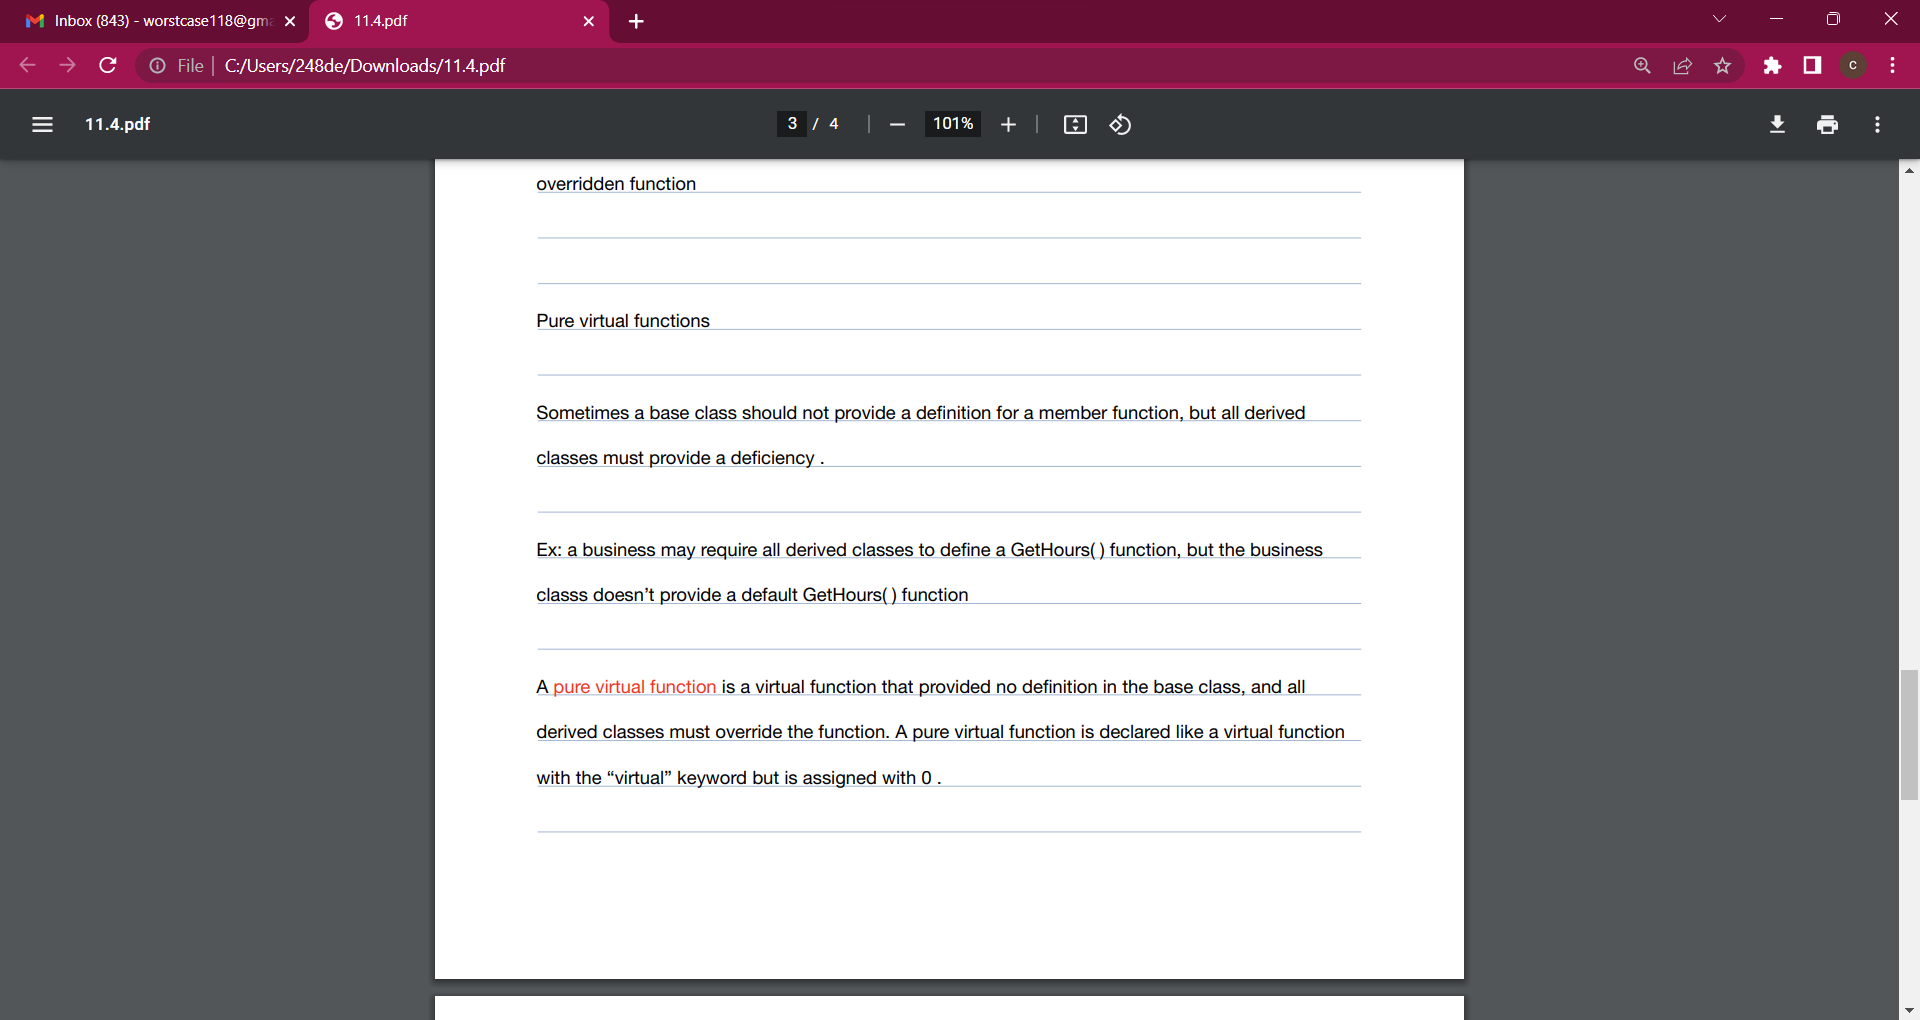 Inbox (843) - worstcase118@gma
11.4.pdf
File
C:/Users/248de/Downloads/11.4.pdf
c
11.4.pdf
3 / 4
101%
overridden function
Pure virtual functions
Sometimes a base class should not provide a definition for a member function, but all derived
classes must provide a deficiency .
Ex: a business may require all derived classes to define a GetHours( ) function, but the business
classs doesn’t provide a default GetHours( ) function
A pure virtual function is a virtual function that provided no definition in the base class, and all
derived classes must override the function. A pure virtual function is declared like a virtual function
with the “virtual” keyword but is assigned with 0 .